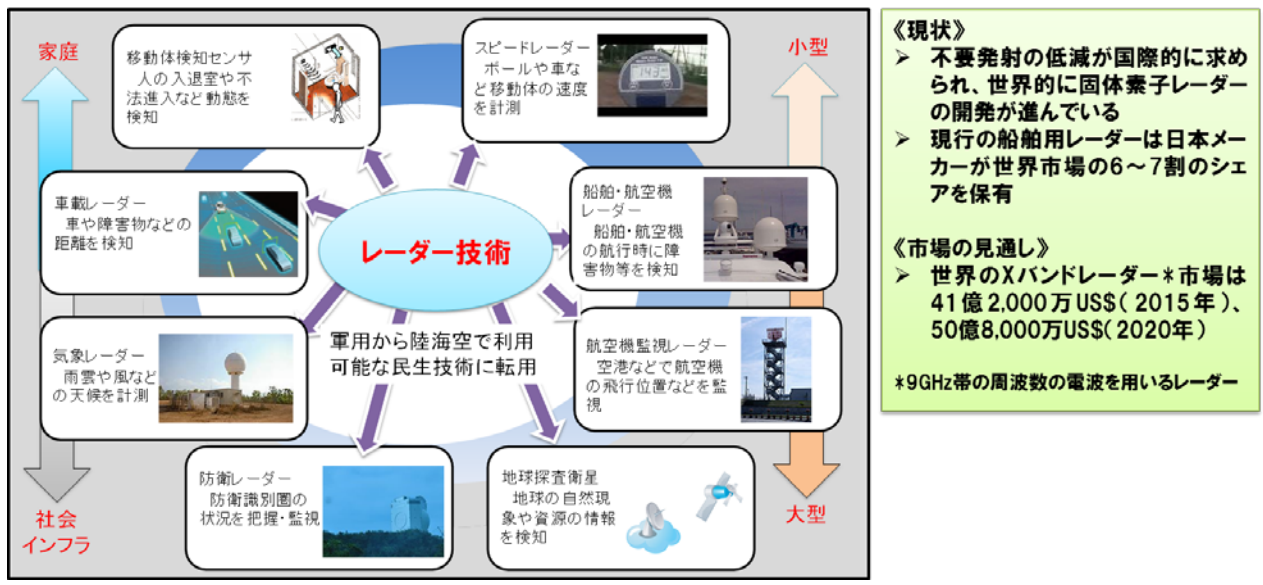 家庭
移動体検知センサ
人の入退室や不
法進入など動態を
検知
スピードレーダー
ボールや車な
ど移動体の速度
を計測
小型
車載レーダー
車や障害物などの
距離を検知
レーダー技術
船舶・航空機
レーダー
船舶・航空機
の航行時に障
害物等を検知
軍用から陸海空で利用
可能な民生技術に転用
気象レーダー
雨雲や風など
の天候を計測
航空機監視レーダー
空港などで航空機
の飛行位置などを監
視
防衛レーダー
防衛識別圏の
状況を把握・監視
地球探査衛星
地球の自然現
象や資源の情報
を検知
社会
インフラ
大型
《現状》
➢ 不要発射の低減が国際的に求め
られ、世界的に固体素子レーダー
の開発が進んでいる
➢ 現行の船舶用レーダーは日本メー
カーが世界市場の6～7割のシェ
アを保有
《市場の見通し》
➢ 世界のXバンドレーダー*市場は
41億2,000万US$(2015年)、
50億8,000万US$(2020年)
*9GHz帯の周波数の電波を用いるレーダー